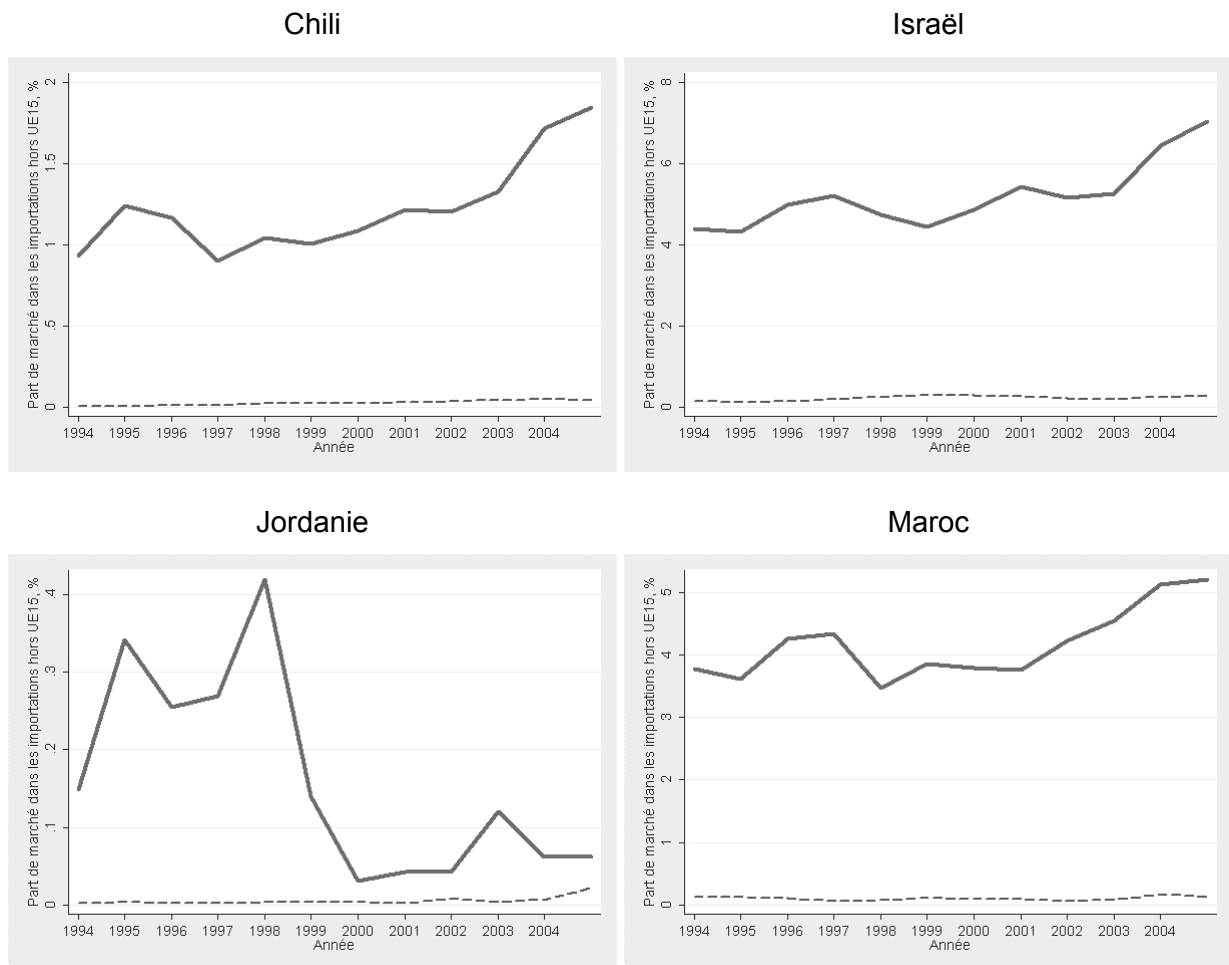 Chili
Part de marché dans les importations hors UE15, %
2
1.5
1
.5
0
1994 1995 1996 1997 1998 1999 2000 2001 2002 2003 2004
Année
Israël
Part de marché dans les importations hors UE15, %
8
6
4
2
0
1994 1995 1996 1997 1998 1999 2000 2001 2002 2003 2004
Année
Jordanie
Part de marché dans les importations hors UE15, %
.4
.3
.2
.1
0
1994 1995 1996 1997 1998 1999 2000 2001 2002 2003 2004
Année
Maroc
Part de marché dans les importations hors UE15, %
5
4
3
2
1
0
1994 1995 1996 1997 1998 1999 2000 2001 2002 2003 2004
Année